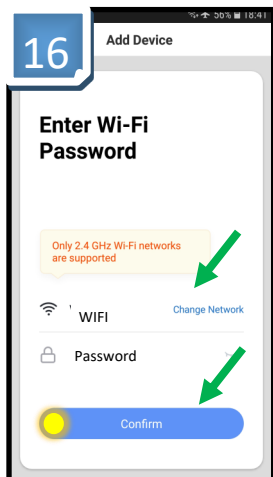 56% 18:41
16
Add Device
Enter Wi-Fi
Password
Only 2.4 GHz Wi-Fi networks
are supported
WIFI
Change Network
Password
Confirm